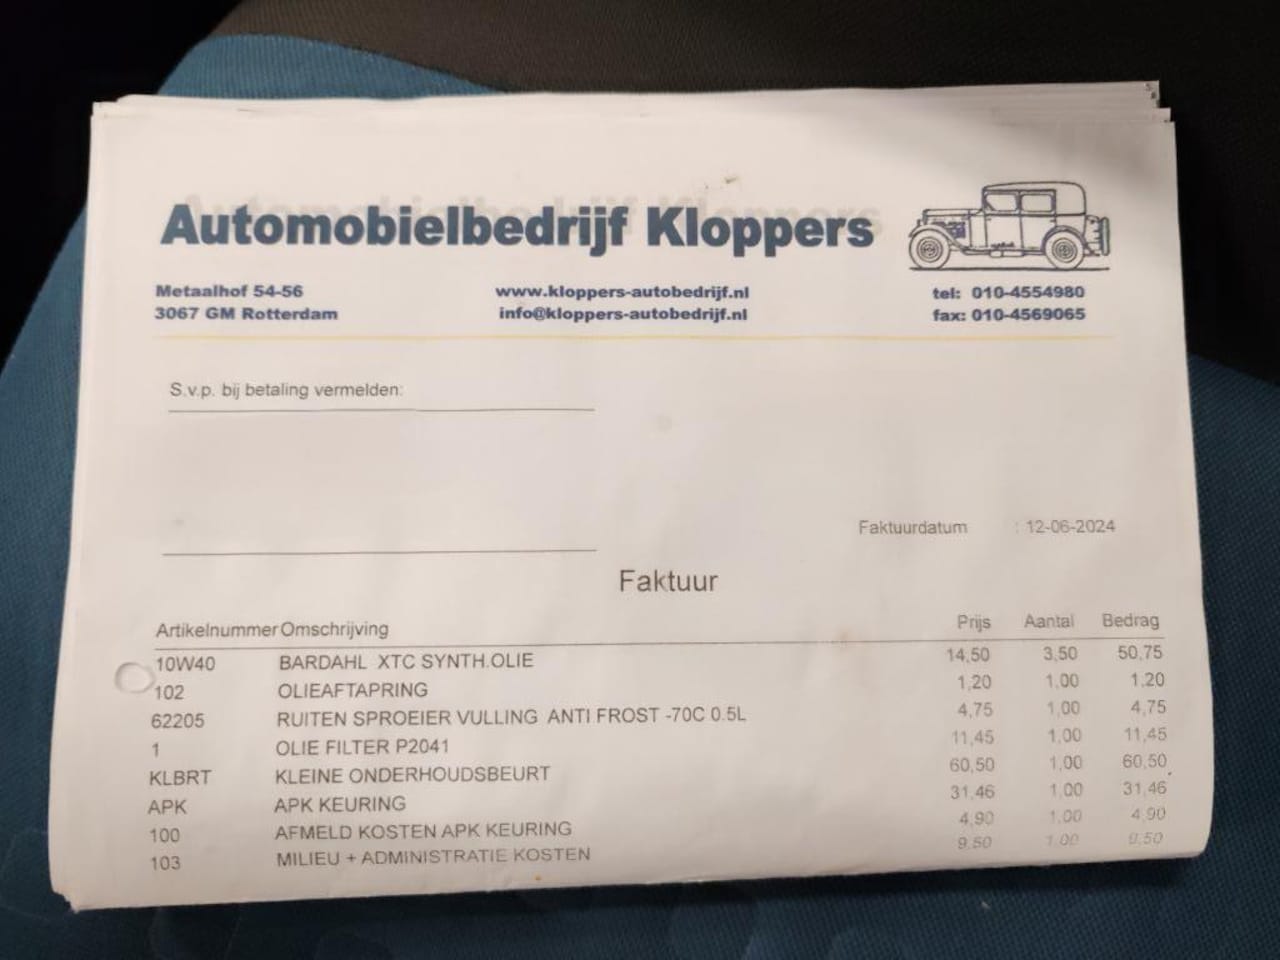 Automobielbedrijf Kloppers
Metaalhof 54-56 www.kloppers-autobedrijf.nl tel: 010-4554980
3067 GM Rotterdam info@kloppers-autobedrijf.nl fax: 010-4569065
S.v.p. bij betaling vermelden:
Faktuurdatum : 12-06-2024
Faktuur
Artikelnummer Omschrijving Prijs Aantal Bedrag
10W40 BARDAHL XTC SYNTH.OLIE 14,50 3,50 50,75
102 OLIEAFTAPRING 1,20 1,00 1,20
62205 RUITEN SPROEIER VULLING ANTI FROST -70C 0.5L 4,75 1,00 4,75
1 OLIE FILTER P2041 11,45 1,00 11,45
KLBRT KLEINE ONDERHOUDSBEURT 60,50 1,00 60,50
APK APK KEURING 31,46 1,00 31,46
100 AFMELD KOSTEN APK KEURING 4,90 1,00 4,90
103 MILIEU + ADMINISTRATIE KOSTEN 9,50 1,00 9,50